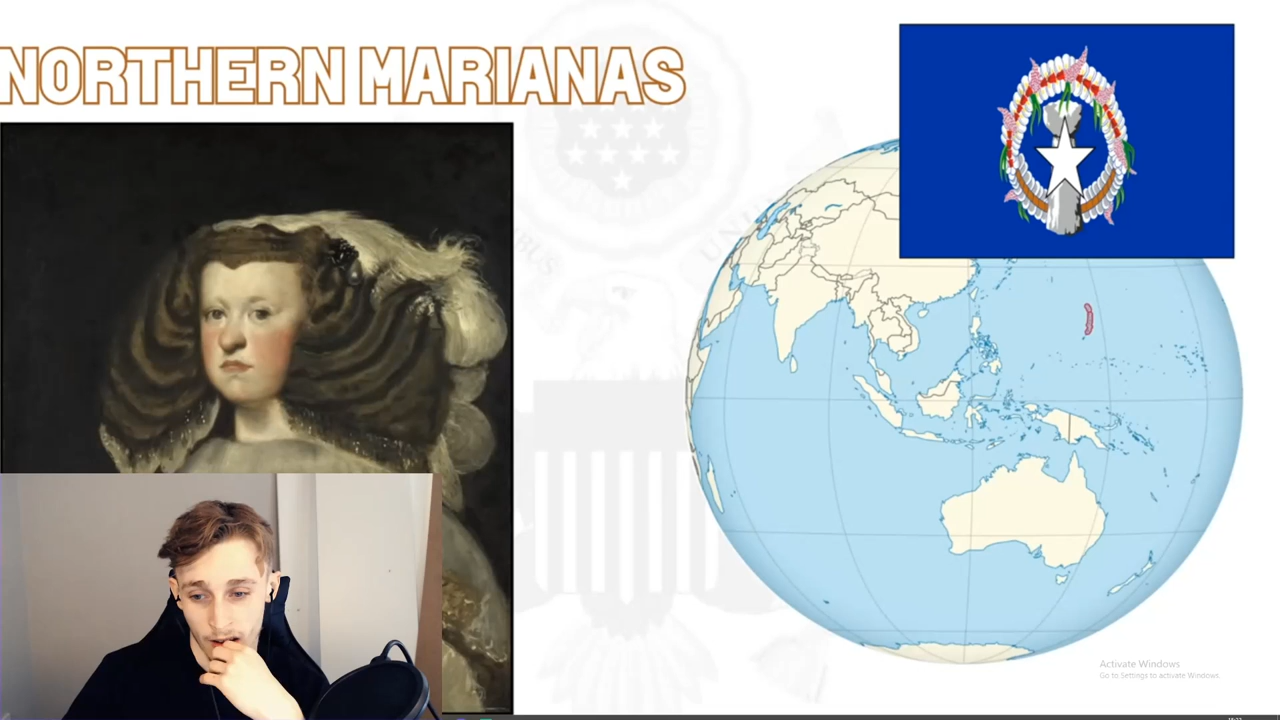 NORTHERN MARIANAS
Activate Windows
Go to Settings to activate Windows